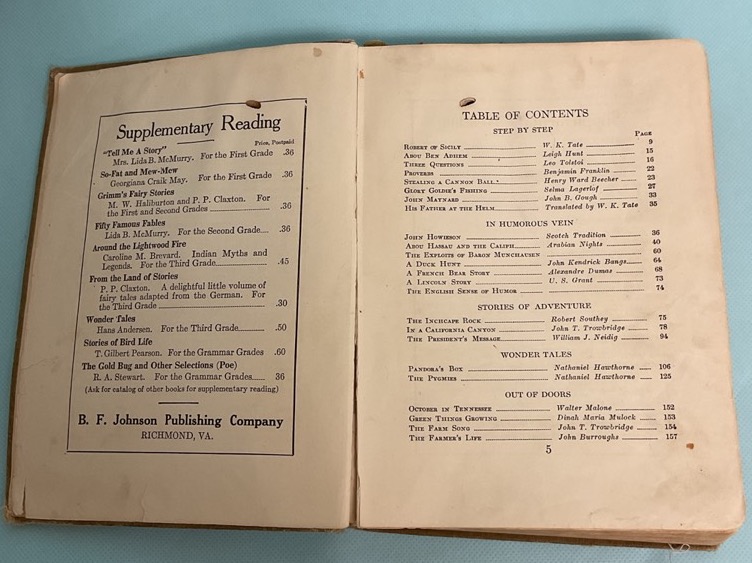 Supplementary Reading
Price, Postpaid
"Tell Me A Story"
Mrs. Lida B. McMurry. For the First Grade .36
So-Fat and Mew-Mew
Georgiana Craik May. For the First Grade .36
Grimm's Fairy Stories
M. W. Haliburton and P. P. Claxton. For
the First and Second Grades .36
Fifty Famous Fables
Lida B. McMurry. For the Second Grade .36
Around the Lightwood Fire
Caroline M. Brevard. Indian Myths and
Legends. For the Third Grade .45
From the Land of Stories
P. P. Claxton. A delightful little volume of
fairy tales adapted from the German. For
the Third Grade .30
Wonder Tales
Hans Andersen. For the Third Grade .50
Stories of Bird Life
T. Gilbert Pearson. For the Grammar Grades .60
The Gold Bug and Other Selections (Poe)
R. A. Stewart. For the Grammar Grades 36
(Ask for catalog of other books for supplementary reading)
B. F. Johnson Publishing Company
RICHMOND, VA.
TABLE OF CONTENTS
STEP BY STEP
PAGE
Robert of Sicily W. K. Tate 9
Abou Ben Adhem Leigh Hunt 15
Three Questions Leo Tolstoi 16
Proverbs Benjamin Franklin 22
Stealing a Cannon Ball Henry Ward Beecher 23
Glory Goldie's Fishing Selma Lagerlof 27
John Maynard John B. Gough 33
His Father at the Helm Translated by W. K. Tate 35
IN HUMOROUS VEIN
John Howieson Scotch Tradition 36
Abou Hassau and the Caliph Arabian Nights 40
The Exploits of Baron Munchausen 60
A Duck Hunt John Kendrick Bangs 64
A French Bear Story Alexandre Dumas 68
A Lincoln Story U. S. Grant 73
The English Sense of Humor 74
STORIES OF ADVENTURE
The Inchcape Rock Robert Southey 75
In a California Canyon John T. Trowbridge 78
The President's Message William J. Neidig 94
WONDER TALES
Pandora's Box Nathaniel Hawthorne 106
The Pygmies Nathaniel Hawthorne 125
OUT OF DOORS
October in Tennessee Walter Malone 152
Green Things Growing Dinah Maria Mulock 153
The Farm Song John T. Trowbridge 154
The Farmer's Life John Burroughs 157
5